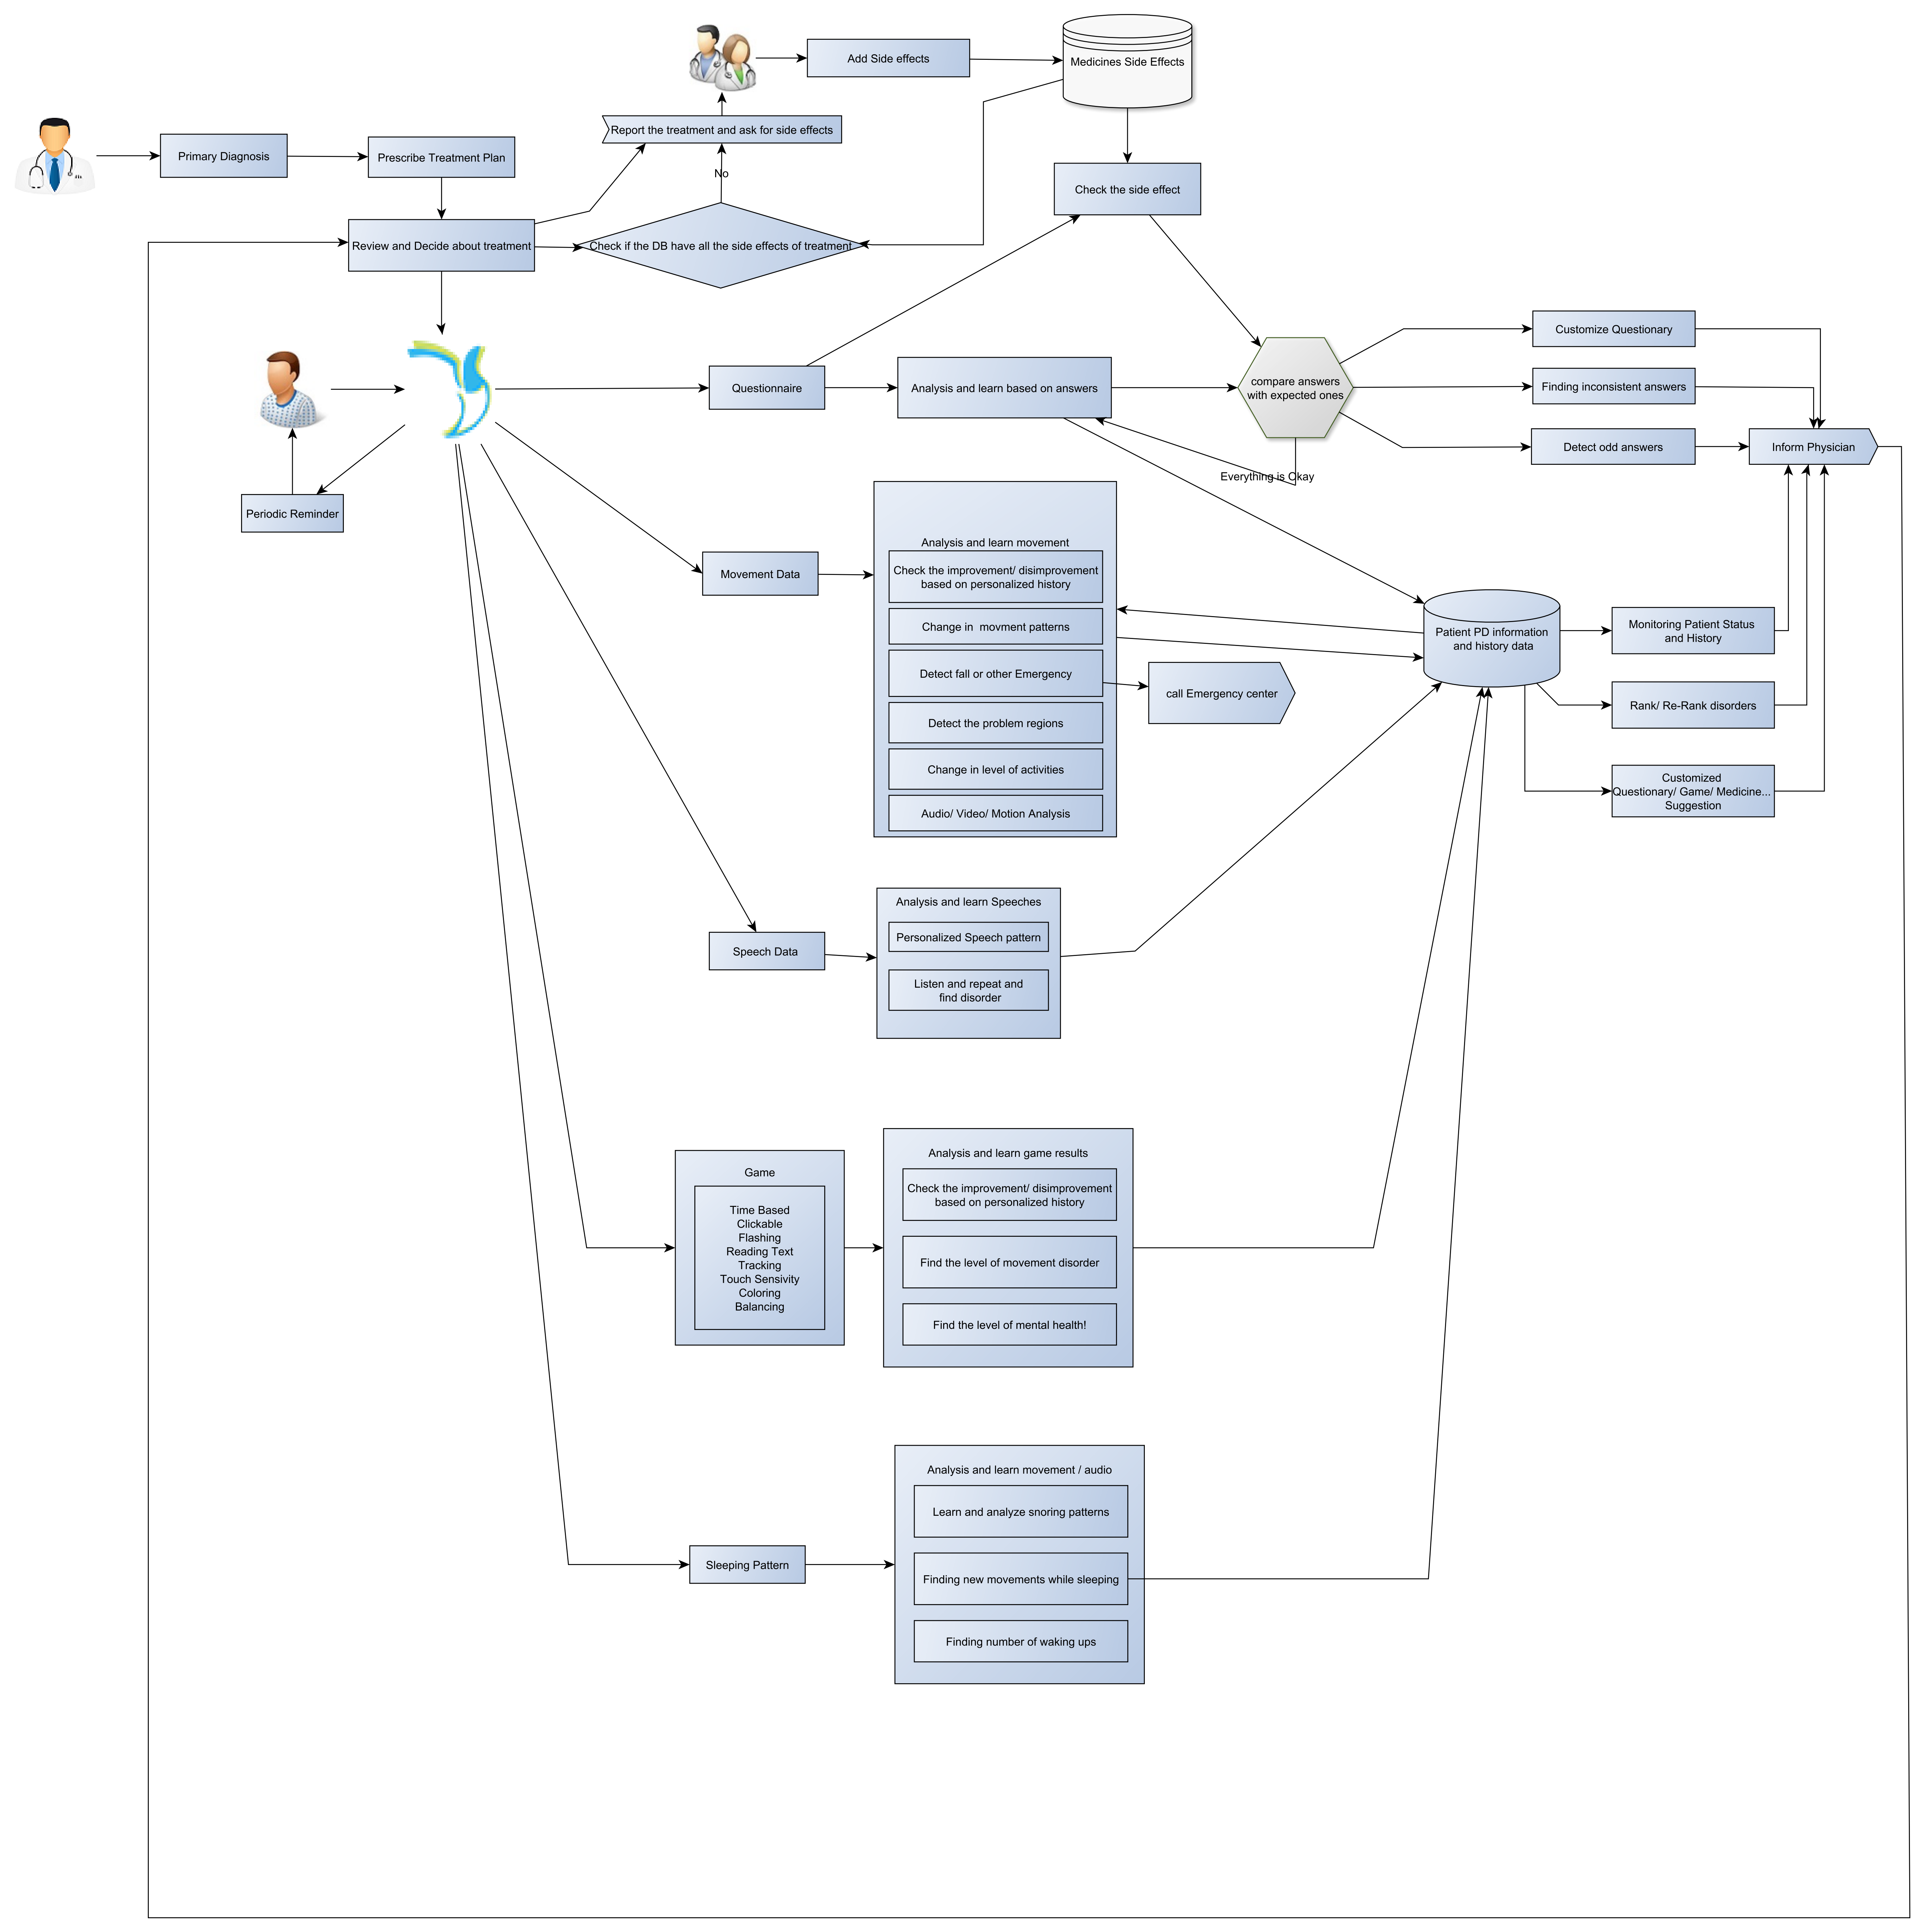 Add Side effects
Medicines Side Effects
Report the treatment and ask for side effects
Primary Diagnosis
Prescribe Treatment Plan
No
Check the side effect
Review and Decide about treatment
Check if the DB have all the side effects of treatment
Customize Questionary
Questionnaire
Analysis and learn based on answers
compare answers
with expected ones
Finding inconsistent answers
Detect odd answers
Inform Physician
Everything is Okay
Periodic Reminder
Analysis and learn movement
Movement Data
Check the improvement/ disimprovement
based on personalized history
Change in  movment patterns
Detect fall or other Emergency
Detect the problem regions
Change in level of activities
Audio/ Video/ Motion Analysis
call Emergency center
Patient PD information
and history data
Monitoring Patient Status
and History
Rank/ Re-Rank disorders
Customized
Questionary/ Game/ Medicine...
Suggestion
Speech Data
Analysis and learn Speeches
Personalized Speech pattern
Listen and repeat and
find disorder
Game
Time Based
Clickable
Flashing
Reading Text
Tracking
Touch Sensivity
Coloring
Balancing
Analysis and learn game results
Check the improvement/ disimprovement
based on personalized history
Find the level of movement disorder
Find the level of mental health!
Sleeping Pattern
Analysis and learn movement / audio
Learn and analyze snoring patterns
Finding new movements while sleeping
Finding number of waking ups